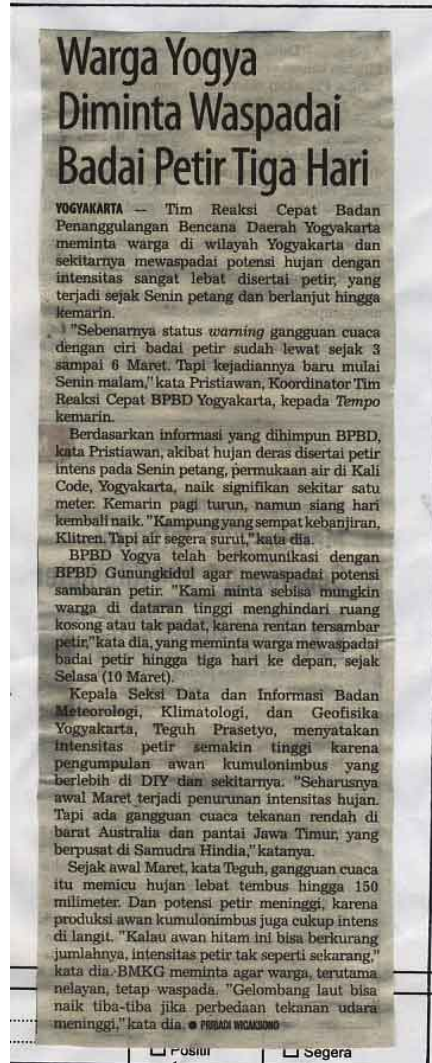 Warga Yogya
Diminta Waspadai
Badai Petir Tiga Hari
YOGYAKARTA — Tim Reaksi Cepat Badan
Penanggulangan Bencana Daerah Yogyakarta
meminta warga di wilayah Yogyakarta dan
sekitarnya mewaspadai potensi hujan dengan
intensitas sangat lebat disertai petir, yang
terjadi sejak Senin petang dan berlanjut hingga
kemarin.
"Sebenarnya status warning gangguan cuaca
dengan ciri badai petir sudah lewat sejak 3
sampai 6 Maret. Tapi kejadiannya baru mulai
Senin malam," kata Pristiawan, Koordinator Tim
Reaksi Cepat BPBD Yogyakarta, kepada Tempo
kemarin.
Berdasarkan informasi yang dihimpun BPBD,
kata Pristiawan, akibat hujan deras disertai petir
intens pada Senin petang, permukaan air di Kali
Code, Yogyakarta, naik signifikan sekitar satu
meter. Kemarin pagi turun, namun siang hari
kembali naik. "Kampung yang sempat kebanjiran,
Klitren. Tapi air segera surut," kata dia.
BPBD Yogya telah berkomunikasi dengan
BPBD Gunungkidul agar mewaspadai potensi
sambaran petir. "Kami minta sebisa mungkin
warga di dataran tinggi menghindari ruang
kosong atau tak padat, karena rentan tersambar
petir," kata dia, yang meminta warga mewaspadai
badai petir hingga tiga hari ke depan, sejak
Selasa (10 Maret).
Kepala Seksi Data dan Informasi Badan
Meteorologi, Klimatologi, dan Geofisika
Yogyakarta, Teguh Prasetyo, menyatakan
intensitas petir semakin tinggi karena
pengumpulan awan kumulonimbus yang
berlebih di DIY dan sekitarnya. "Seharusnya
awal Maret terjadi penurunan intensitas hujan.
Tapi ada gangguan cuaca tekanan rendah di
barat Australia dan pantai Jawa Timur, yang
berpusat di Samudra Hindia," katanya.
Sejak awal Maret, kata Teguh, gangguan cuaca
itu memicu hujan lebat tembus hingga 150
milimeter. Dan potensi petir meninggi, karena
produksi awan kumulonimbus juga cukup intens
di langit. "Kalau awan hitam ini bisa berkurang
jumlahnya, intensitas petir tak seperti sekarang,"
kata dia. BMKG meminta agar warga, terutama
nelayan, tetap waspada. "Gelombang laut bisa
naik tiba-tiba jika perbedaan tekanan udara
meninggi," kata dia. ● PRIBADI WICAKSONO
Positif
Segera